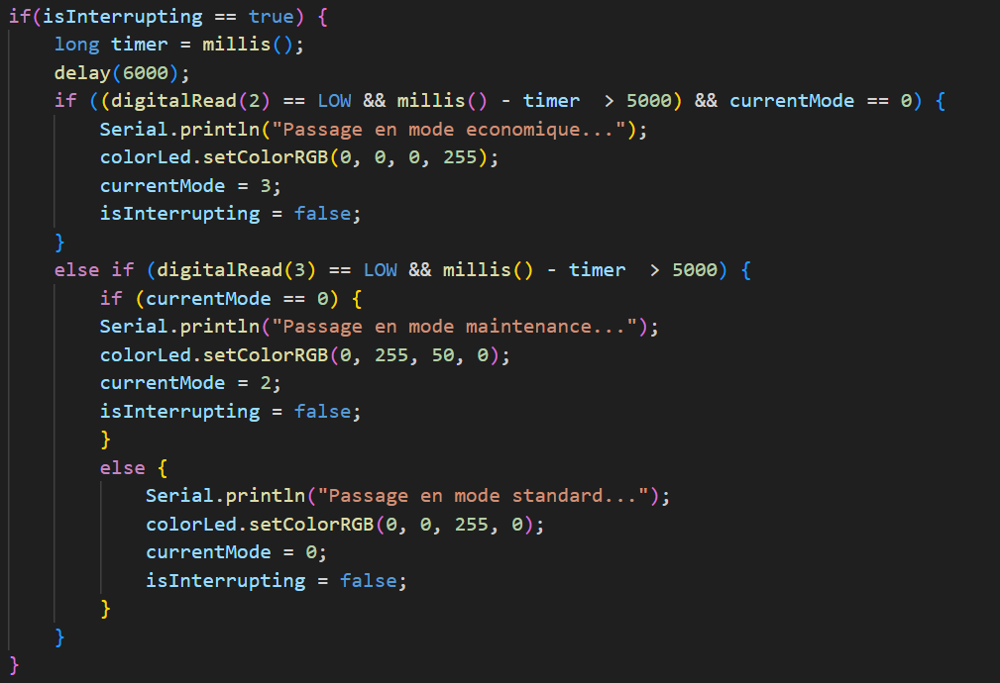 if(isInterrupting == true) {
    long timer = millis();
    delay(6000);
    if ((digitalRead(2) == LOW && millis() - timer  > 5000) && currentMode == 0) {
        Serial.println("Passage en mode economique...");
        colorLed.setColorRGB(0, 0, 0, 255);
        currentMode = 3;
        isInterrupting = false;
    }
    else if (digitalRead(3) == LOW && millis() - timer  > 5000) {
        if (currentMode == 0) {
        Serial.println("Passage en mode maintenance...");
        colorLed.setColorRGB(0, 255, 50, 0);
        currentMode = 2;
        isInterrupting = false;
        }
        else {
            Serial.println("Passage en mode standard...");
            colorLed.setColorRGB(0, 0, 255, 0);
            currentMode = 0;
            isInterrupting = false;
        }
    }
}